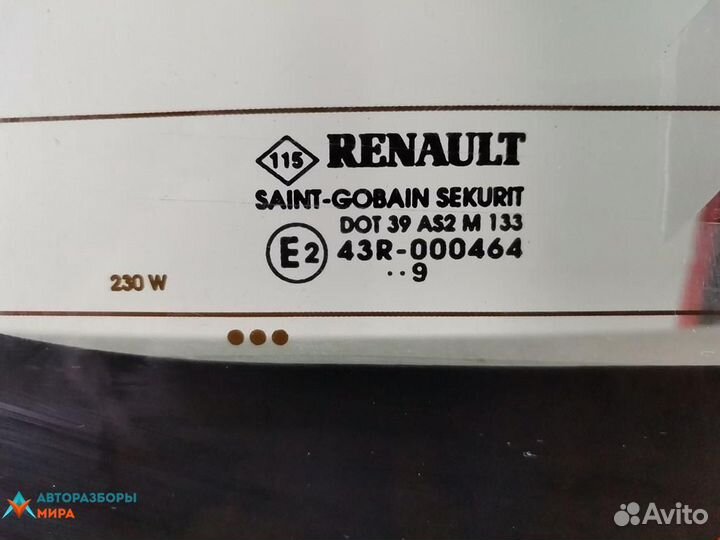 115 RENAULT
SAINT-GOBAIN SEKURIT
DOT 39 AS2 M 133
E2 43R-000464
··9
230 W
АВТОРАЗБОРЫ
МИРА
Avito